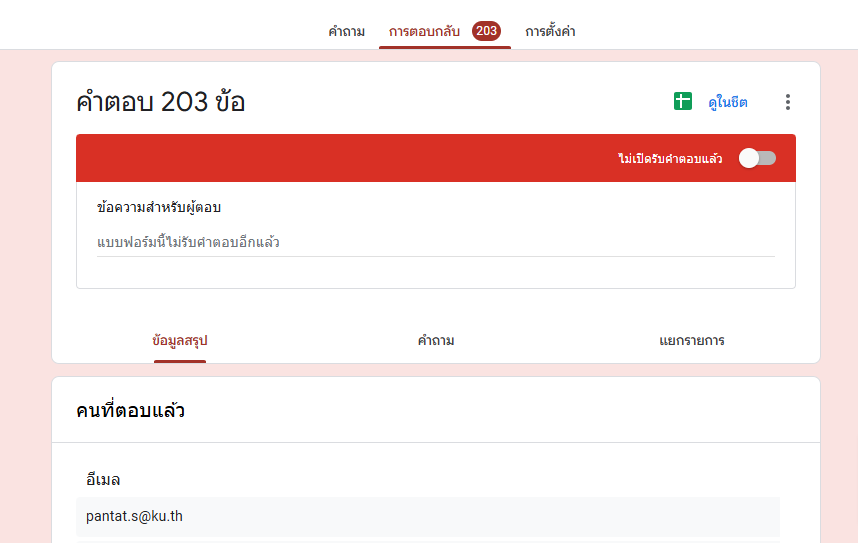 คำถาม การตอบกลับ 203 การตั้งค่า
คำตอบ 203 ข้อ
ดูในชีต
ไม่เปิดรับคำตอบแล้ว
ข้อความสำหรับผู้ตอบ
แบบฟอร์มนี้ไม่รับคำตอบอีกแล้ว
ข้อมูลสรุป คำถาม แยกรายการ
คนที่ตอบแล้ว
อีเมล
pantat.s@ku.th